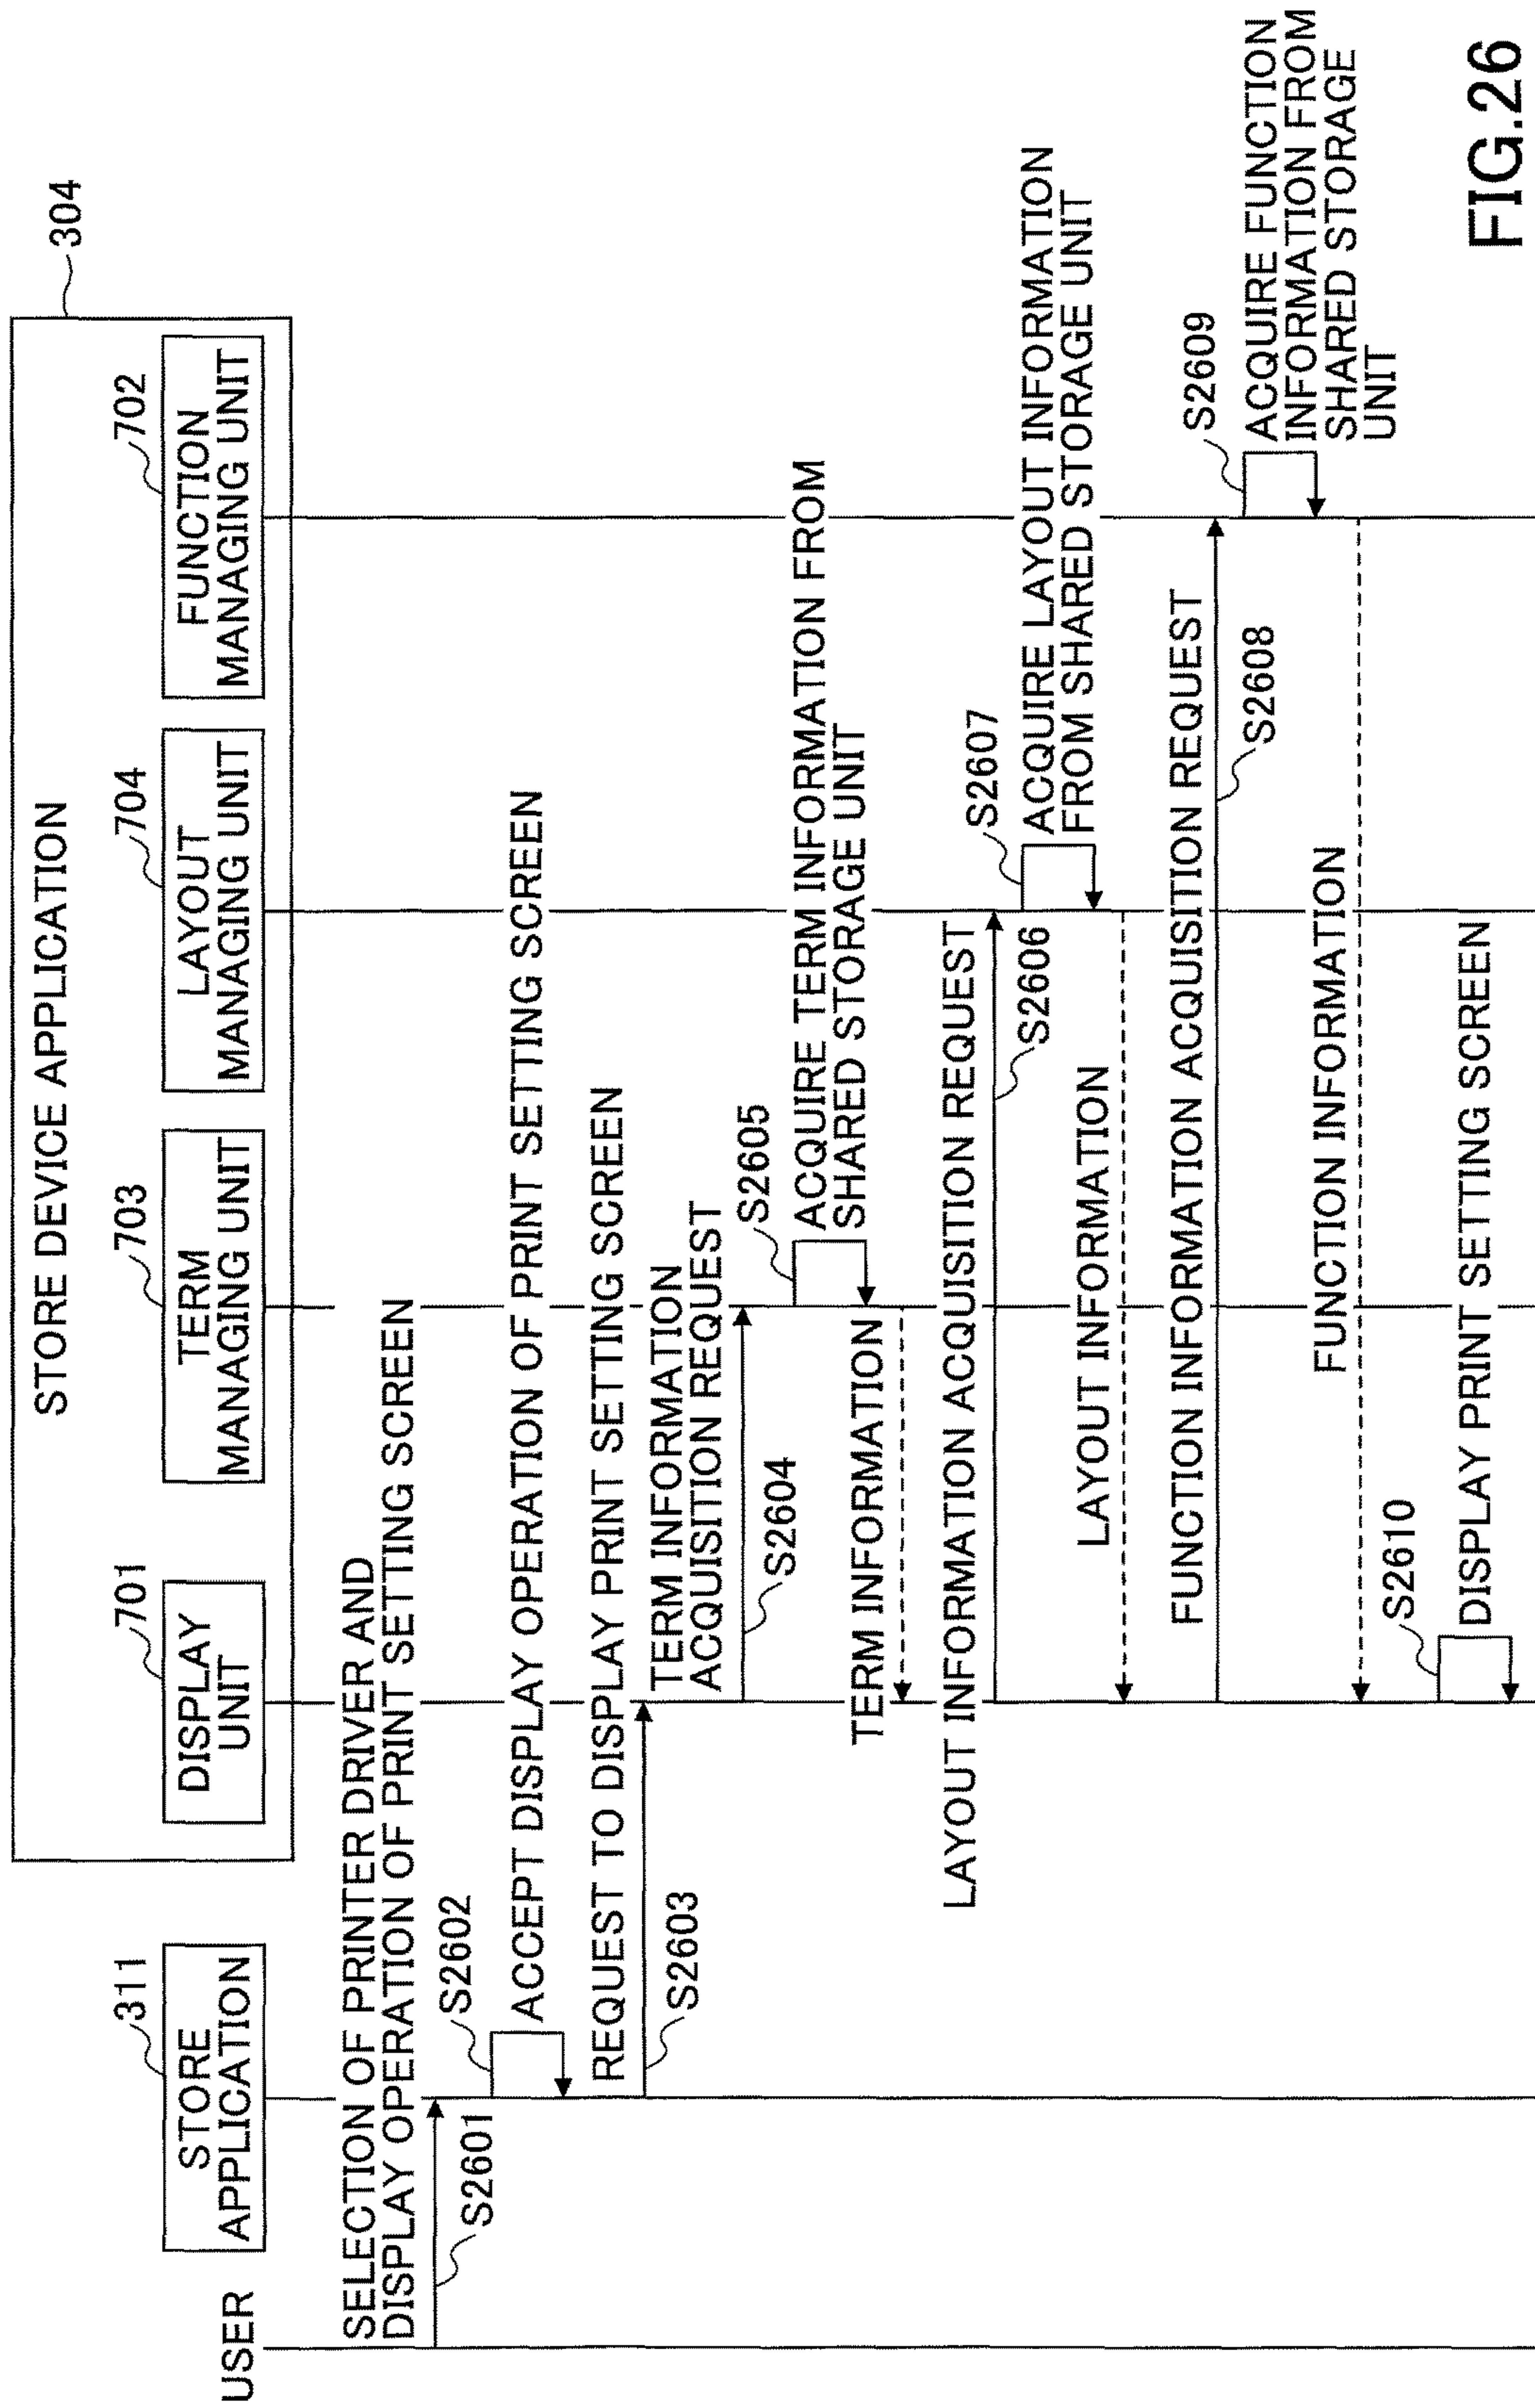 STORE DEVICE APPLICATION
304
USER
311
STORE
APPLICATION
701
DISPLAY
UNIT
703
TERM
MANAGING UNIT
704
LAYOUT
MANAGING UNIT
702
FUNCTION
MANAGING UNIT
SELECTION OF PRINTER DRIVER AND
DISPLAY OPERATION OF PRINT SETTING SCREEN
S2601
S2602
ACCEPT DISPLAY OPERATION OF PRINT SETTING SCREEN
REQUEST TO DISPLAY PRINT SETTING SCREEN
S2603
TERM INFORMATION
ACQUISITION REQUEST
S2604
S2605
ACQUIRE TERM INFORMATION FROM
SHARED STORAGE UNIT
TERM INFORMATION
LAYOUT INFORMATION ACQUISITION REQUEST
S2606
S2607
ACQUIRE LAYOUT INFORMATION
FROM SHARED STORAGE UNIT
LAYOUT INFORMATION
FUNCTION INFORMATION ACQUISITION REQUEST
S2608
S2609
ACQUIRE FUNCTION
INFORMATION FROM
SHARED STORAGE
UNIT
FUNCTION INFORMATION
S2610
DISPLAY PRINT SETTING SCREEN
FIG.26